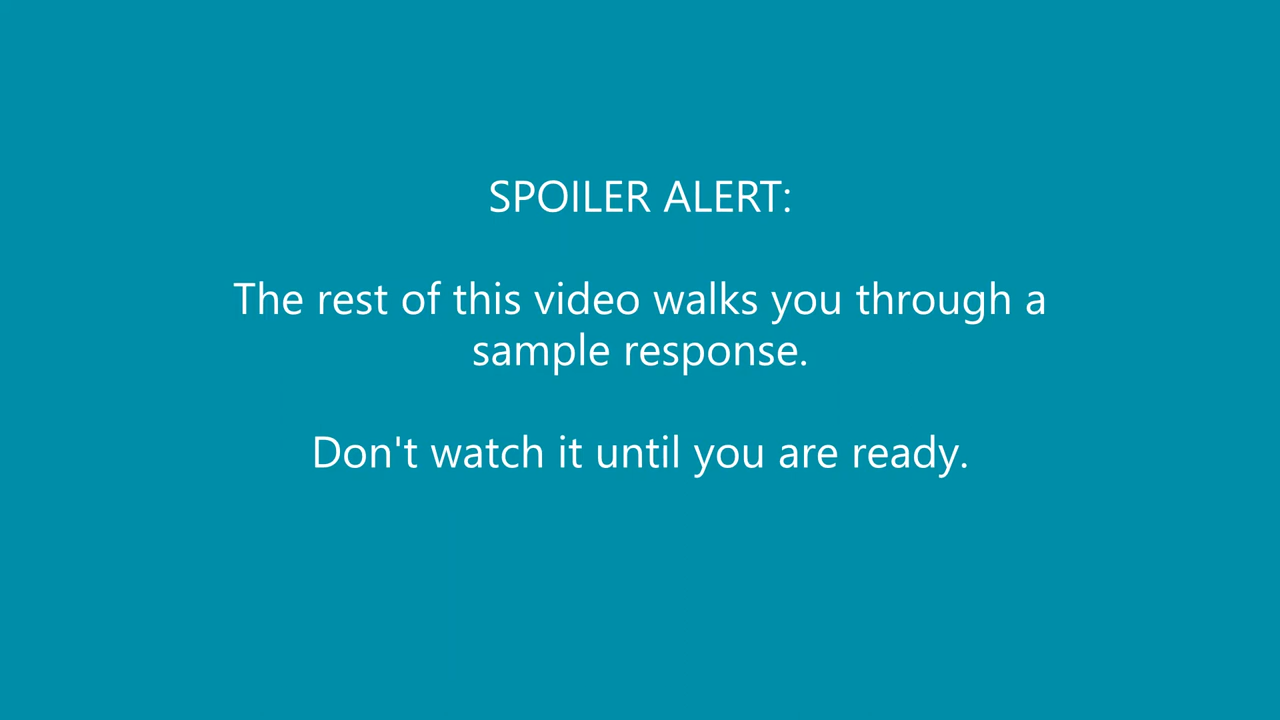 SPOILER ALERT:
The rest of this video walks you through a
sample response.
Don't watch it until you are ready.